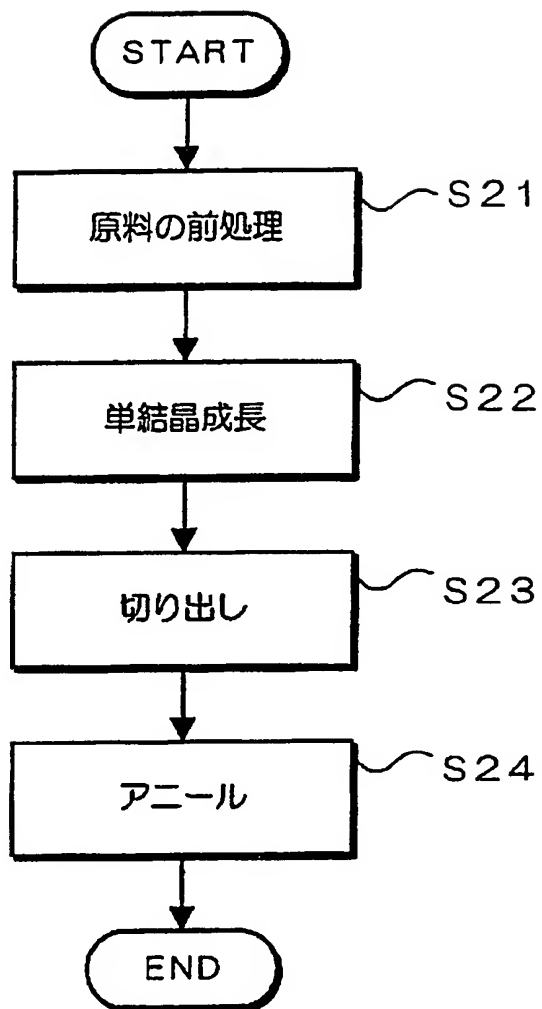 START
原料の前処理
S21
単結晶成長
S22
切り出し
S23
アニール
S24
END